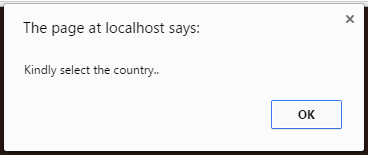 The page at localhost says:
Kindly select the country..
OK